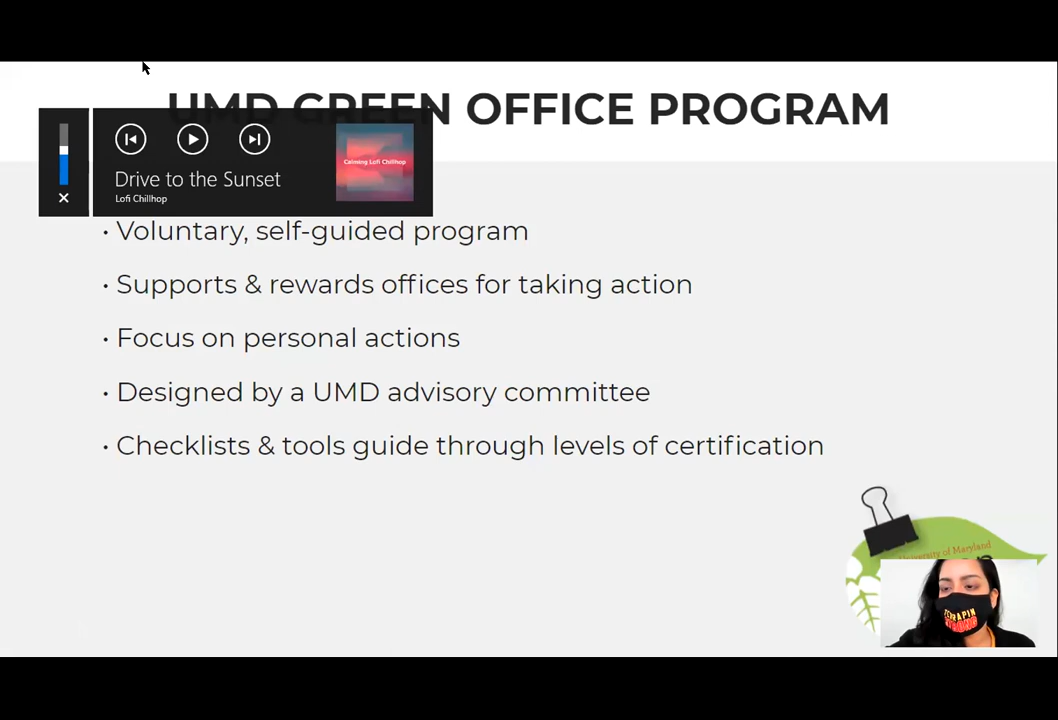 UMD GREEN OFFICE PROGRAM
Drive to the Sunset
Lofi Chillhop
Calming Lofi Chillhop
• Voluntary, self-guided program
• Supports & rewards offices for taking action
• Focus on personal actions
• Designed by a UMD advisory committee
• Checklists & tools guide through levels of certification
University of Maryland
TERRAPIN
STRONG